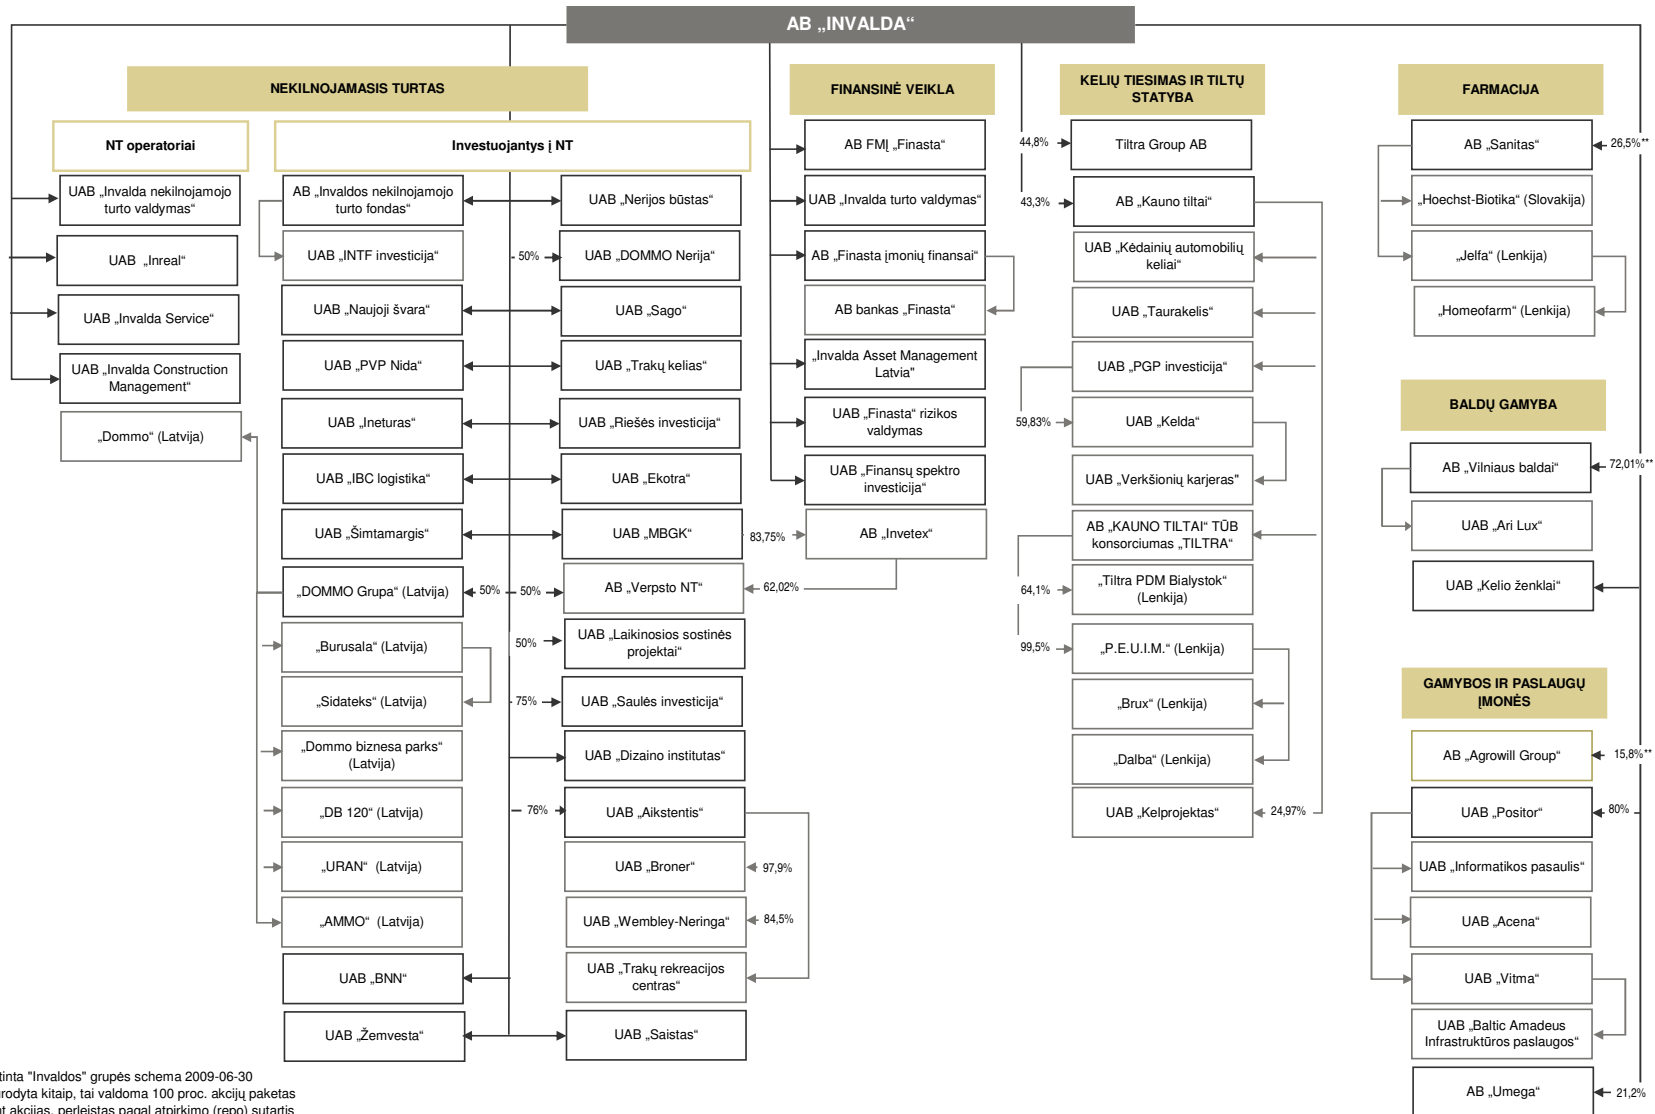 AB „INVALDA“
NEKILNOJAMASIS TURTAS
NT operatoriai
UAB „Invalda nekilnojamojo
turto valdymas“
UAB „Inreal“
UAB „Invalda Service“
UAB „Invalda Construction
Management“
„Dommo“ (Latvija)
Investuojantys į NT
AB „Invaldos nekilnojamojo
turto fondas“
UAB „INTF investicija“
UAB „Naujoji švara“
UAB „PVP Nida“
UAB „Ineturas“
UAB „IBC logistika“
UAB „Šimtamargis“
„DOMMO Grupa“ (Latvija)
50%
„Burusala“ (Latvija)
„Sidateks“ (Latvija)
„Dommo biznesa parks“
(Latvija)
„DB 120“ (Latvija)
„URAN“ (Latvija)
„AMMO“ (Latvija)
UAB „BNN“
UAB „Žemvesta“
UAB „Nerijos būstas“
50%
UAB „DOMMO Nerija“
UAB „Sago“
UAB „Trakų kelias“
UAB „Riešės investicija“
UAB „Ekotra“
UAB „MBGK“
50%
AB „Verpsto NT“
50%
UAB „Laikinosios sostinės
projektai“
75%
UAB „Saulės investicija“
UAB „Dizaino institutas“
76%
UAB „Aikstentis“
UAB „Broner“
97,9%
UAB „Wembley-Neringa“
84,5%
UAB „Trakų rekreacijos
centras“
UAB „Saistas“
FINANSINĖ VEIKLA
AB FMĮ „Finasta“
UAB „Invalda turto valdymas“
AB „Finasta įmonių finansai“
AB bankas „Finasta“
„Invalda Asset Management
Latvia"
UAB „Finasta“ rizikos
valdymas
UAB „Finansų spektro
investicija“
83,75%
AB „Invetex“
62,02%
KELIŲ TIESIMAS IR TILTŲ
STATYBA
44,8%
Tiltra Group AB
43,3%
AB „Kauno tiltai“
UAB „Kėdainių automobilių
keliai“
UAB „Taurakelis“
UAB „PGP investicija“
59,83%
UAB „Kelda“
UAB „Verkšionių karjeras"
AB „KAUNO TILTAI“ TŪB
konsorciumas „TILTRA“
64,1%
„Tiltra PDM Bialystok“
(Lenkija)
99,5%
„P.E.U.I.M.“ (Lenkija)
„Brux“ (Lenkija)
„Dalba“ (Lenkija)
UAB „Kelprojektas“
24,97%
FARMACIJA
AB „Sanitas“
26,5%**
„Hoechst-Biotika“ (Slovakija)
„Jelfa“ (Lenkija)
„Homeofarm“ (Lenkija)
BALDŲ GAMYBA
AB „Vilniaus baldai“
72,01%**
UAB „Ari Lux“
UAB „Kelio ženklai“
GAMYBOS IR PASLAUGŲ
ĮMONĖS
AB „Agrowill Group“
15,8%**
UAB „Positor“
80%
UAB „Informatikos pasaulis“
UAB „Acena“
UAB „Vitma“
UAB „Baltic Amadeus
Infrastruktūros paslaugos“
AB „Umega“
21,2%
tinta "Invaldos" grupės schema 2009-06-30
rodyta kitaip, tai valdoma 100 proc. akcijų paketas
t akcijas, perleistas pagal atpirkimo (repo) sutartis